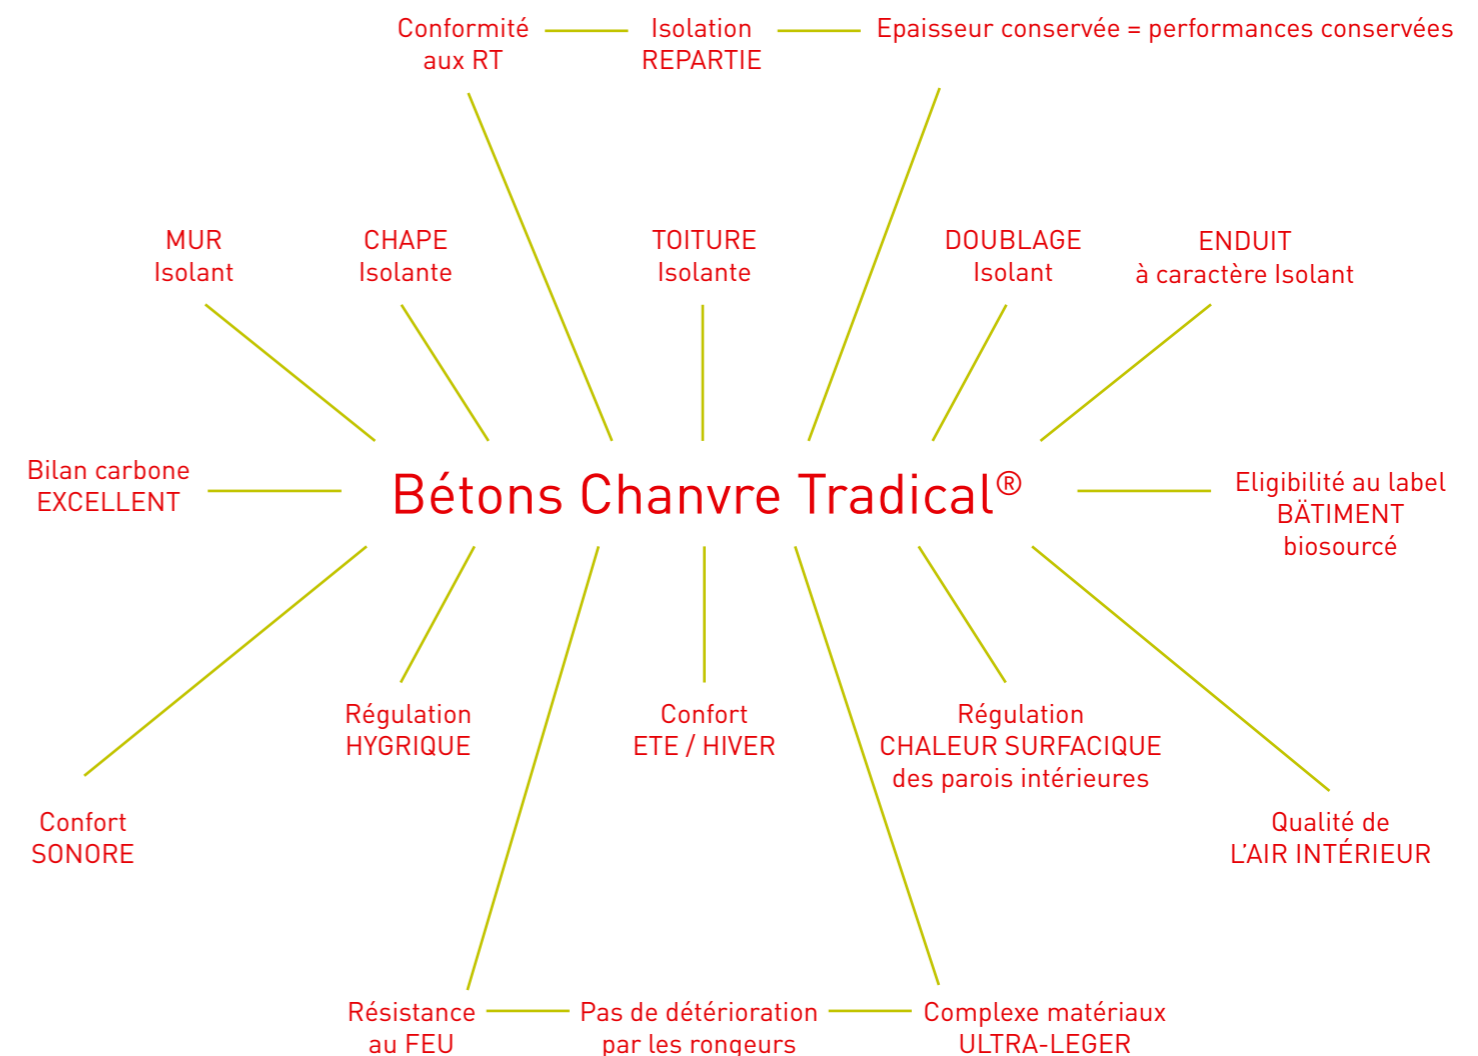 Conformité
aux RT
Isolation
REPARTIE
Epaisseur conservée = performances conservées
MUR
Isolant
CHAPE
Isolante
TOITURE
Isolante
DOUBLAGE
Isolant
ENDUIT
à caractère Isolant
Bilan carbone
EXCELLENT
Bétons Chanvre Tradical®
Eligibilité au label
BÄTIMENT
biosourcé
Régulation
HYGRIQUE
Confort
ETE / HIVER
Régulation
CHALEUR SURFACIQUE
des parois intérieures
Confort
SONORE
Qualité de
L'AIR INTÉRIEUR
Résistance
au FEU
Pas de détérioration
par les rongeurs
Complexe matériaux
ULTRA-LEGER